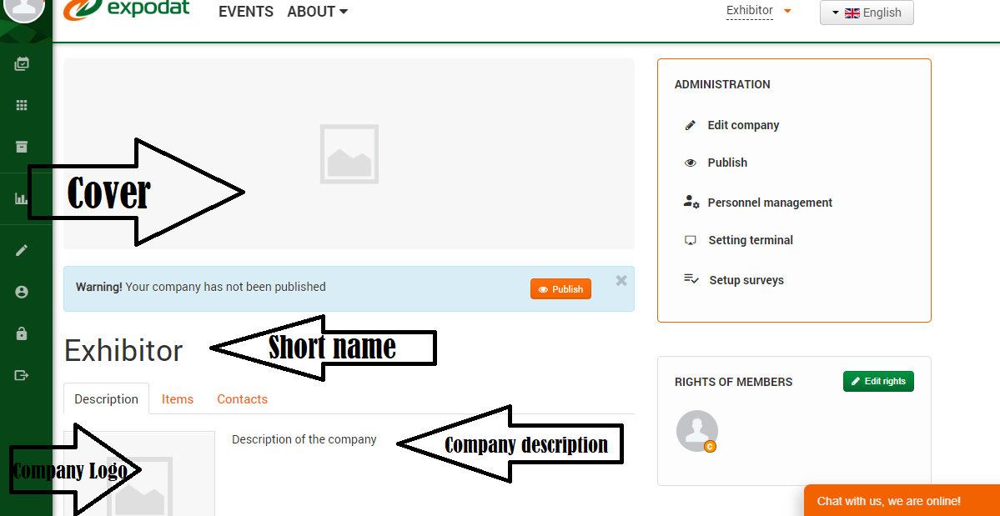 expodat
EVENTS ABOUT
Exhibitor
English
Cover
Warning! Your company has not been published
Publish
Exhibitor
Short name
Description Items Contacts
Description of the company
Company description
Company Logo
ADMINISTRATION
Edit company
Publish
Personnel management
Setting terminal
Setup surveys
RIGHTS OF MEMBERS
Edit rights
C
Chat with us, we are online!